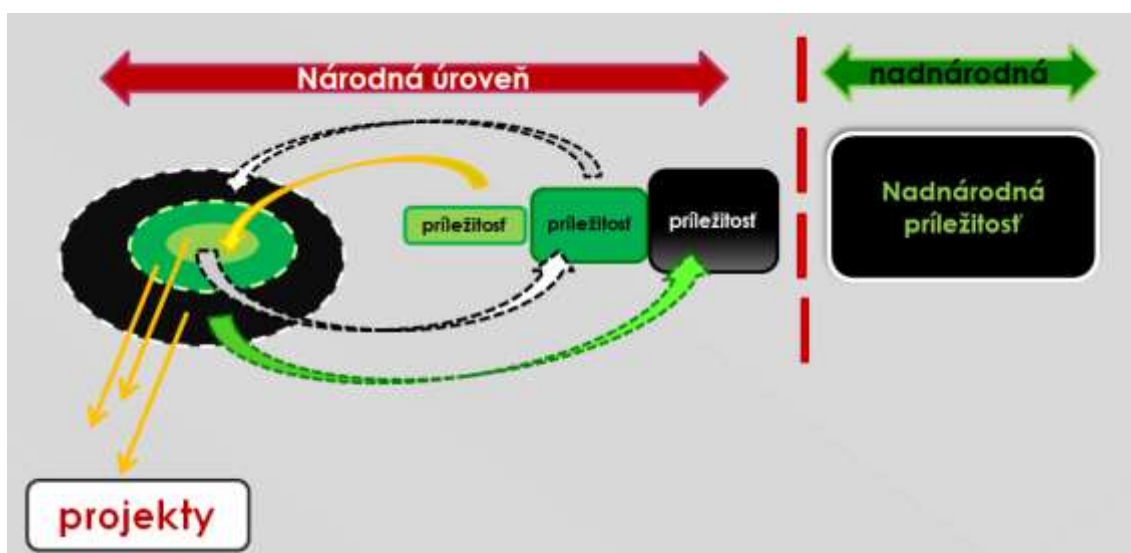 Národná úroveň
nadnárodná
príležitosť
príležitosť
príležitosť
Nadnárodná
príležitosť
projekty